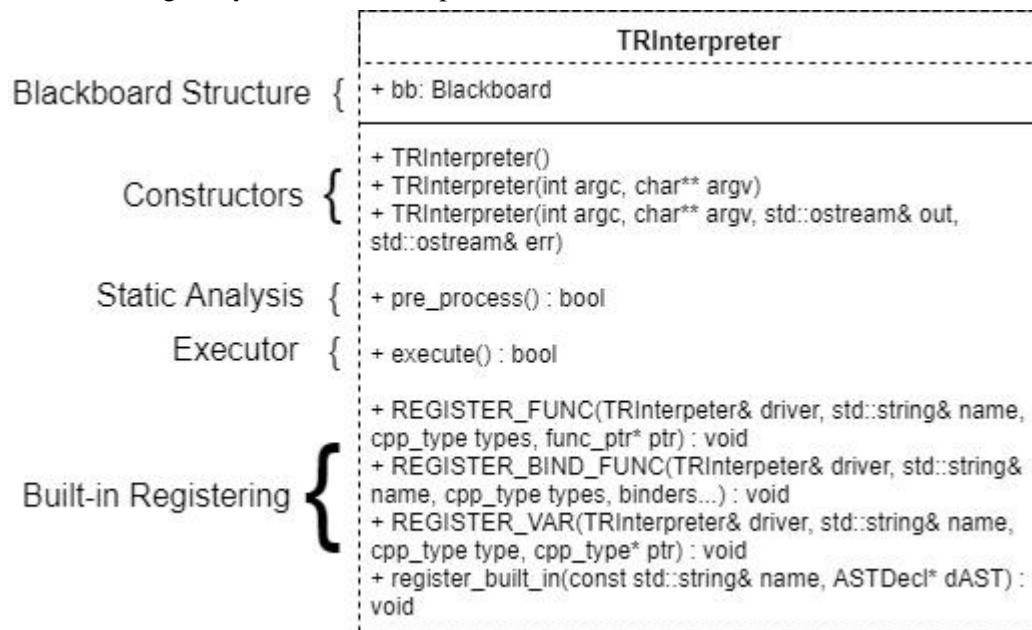 TRInterpreter
Blackboard Structure { + bb: Blackboard
+ TRInterpreter()
Constructors { + TRInterpreter(int argc, char** argv)
+ TRInterpreter(int argc, char** argv, std::ostream& out,
std::ostream& err)
Static Analysis { + pre_process() : bool
Executor { + execute() : bool
+ REGISTER_FUNC(TRInterpeter& driver, std::string& name,
cpp_type types, func_ptr* ptr) : void
+ REGISTER_BIND_FUNC(TRInterpeter& driver, std::string&
Built-in Registering { name, cpp_type types, binders...) : void
+ REGISTER_VAR(TRInterpreter& driver, std::string& name,
cpp_type type, cpp_type* ptr) : void
+ register_built_in(const std::string& name, ASTDecl* dAST) :
void